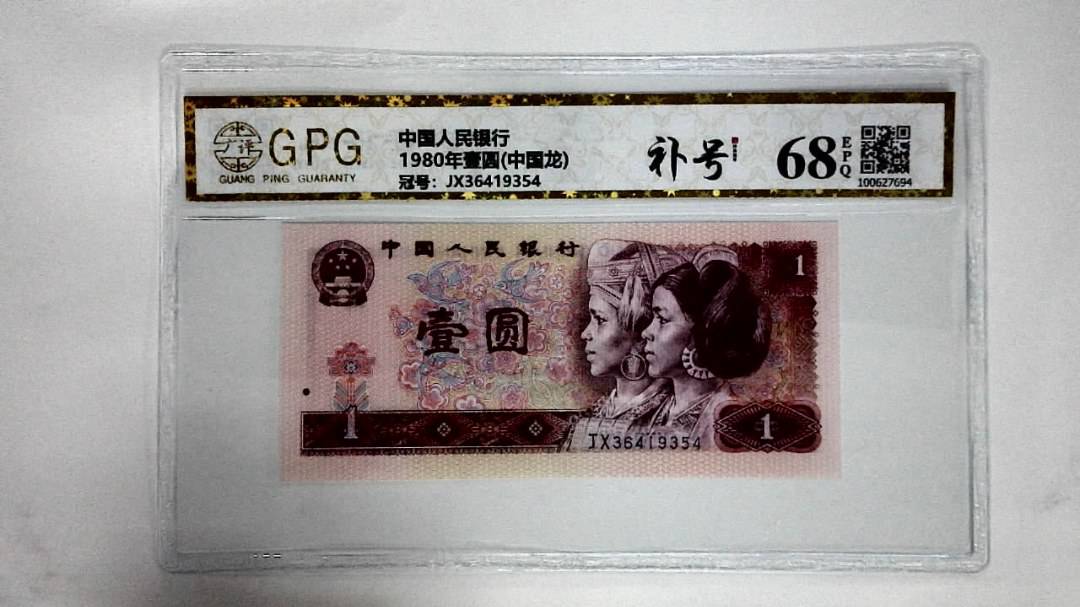 GPG
GUANG PING GUARANTY
中国人民银行
1980年壹圆(中国龙)
冠号：JX36419354
补号
68
EPQ
100627694
中国人民银行
1
壹圆
1
JX36419354
1